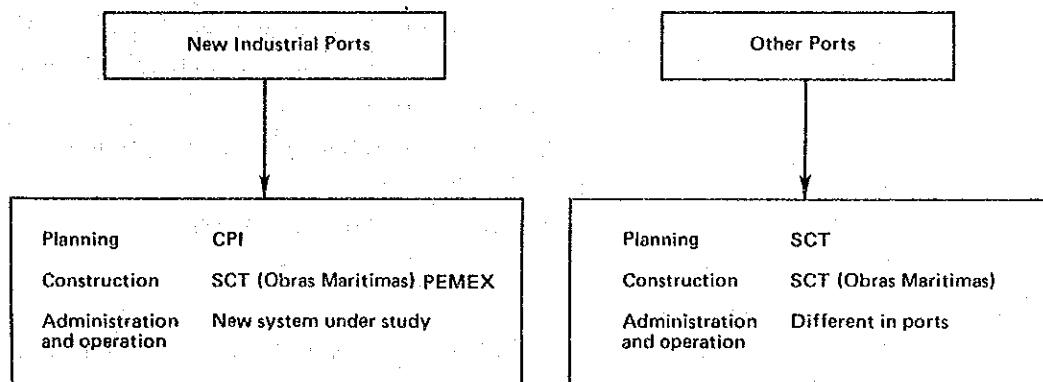 New Industrial Ports
Other Ports
Planning CPI
Construction SCT (Obras Maritimas) PEMEX
Administration New system under study
and operation
Planning SCT
Construction SCT (Obras Maritimas)
Administration Different in ports
and operation